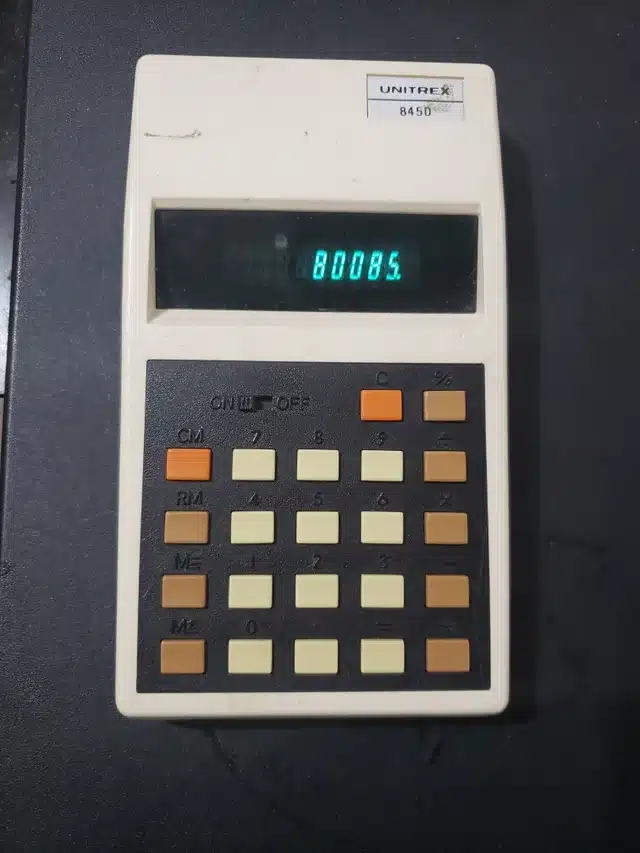 UNITREX
8450
80085.
C %
ON OFF
CM 7 8 9 ÷
RM 4 5 6 X
M= 1 2 3 -
M± 0 . = +